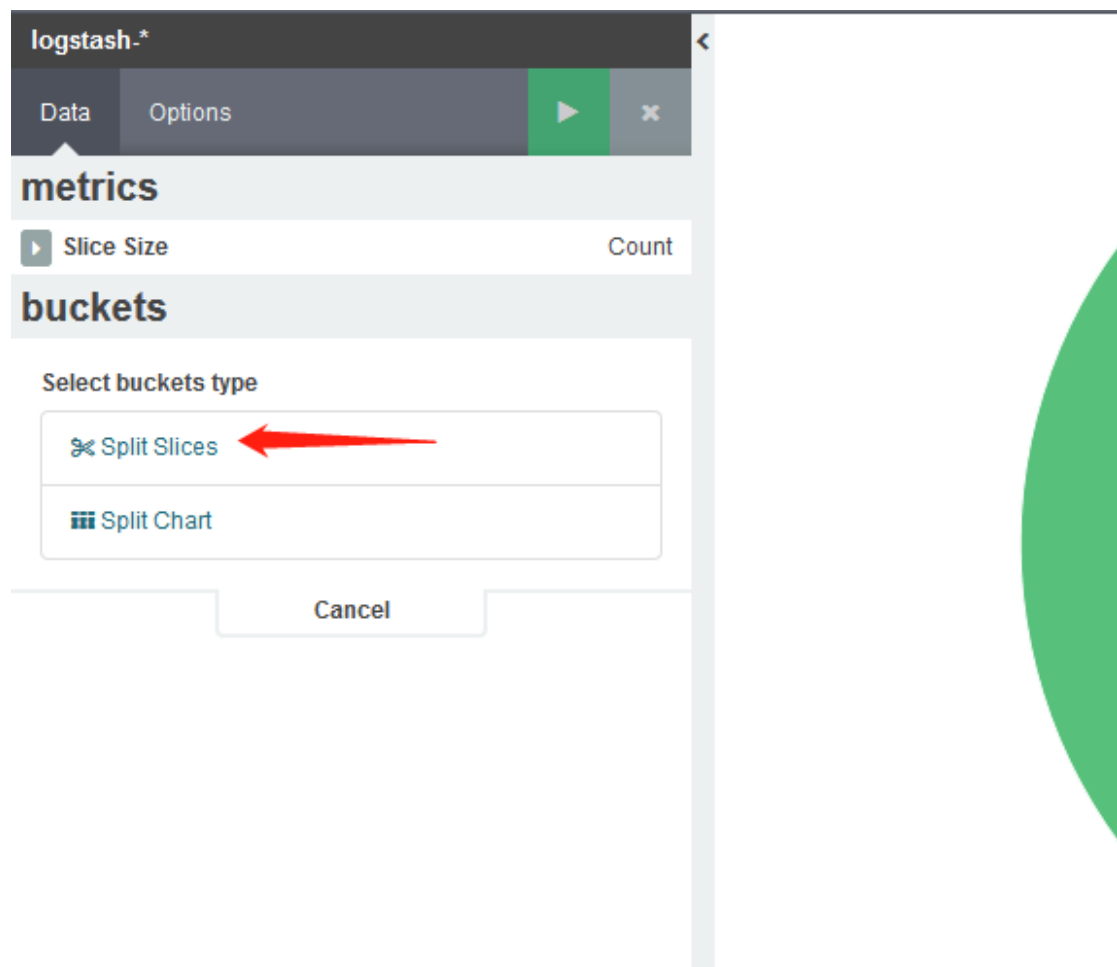 logstash-*
Data Options
metrics
Slice Size Count
buckets
Select buckets type
Split Slices
Split Chart
Cancel